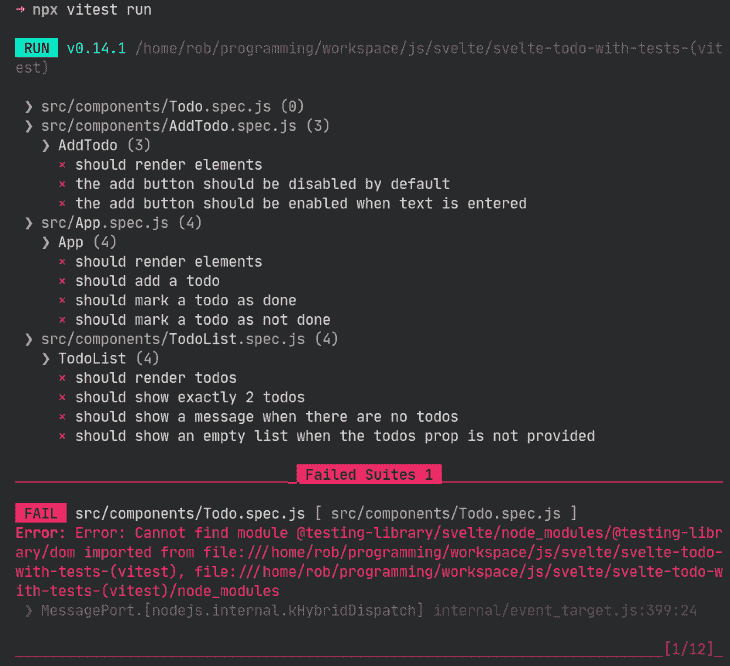 → npx vitest run
RUN v0.14.1 /home/rob/programming/workspace/js/svelte/svelte-todo-with-tests-(vit
est)
❯ src/components/Todo.spec.js (0)
❯ src/components/AddTodo.spec.js (3)
❯ AddTodo (3)
× should render elements
× the add button should be disabled by default
× the add button should be enabled when text is entered
❯ src/App.spec.js (4)
❯ App (4)
× should render elements
× should add a todo
× should mark a todo as done
× should mark a todo as not done
❯ src/components/TodoList.spec.js (4)
❯ TodoList (4)
× should render todos
× should show exactly 2 todos
× should show a message when there are no todos
× should show an empty list when the todos prop is not provided
Failed Suites 1
FAIL src/components/Todo.spec.js [ src/components/Todo.spec.js ]
Error: Error: Cannot find module @testing-library/svelte/node_modules/@testing-libr
ary/dom imported from file:///home/rob/programming/workspace/js/svelte/svelte-todo-
with-tests-(vitest), file:///home/rob/programming/workspace/js/svelte/svelte-todo-w
ith-tests-(vitest)/node_modules
❯ MessagePort.[nodejs.internal.kHybridDispatch] internal/event_target.js:399:24
[1/12]